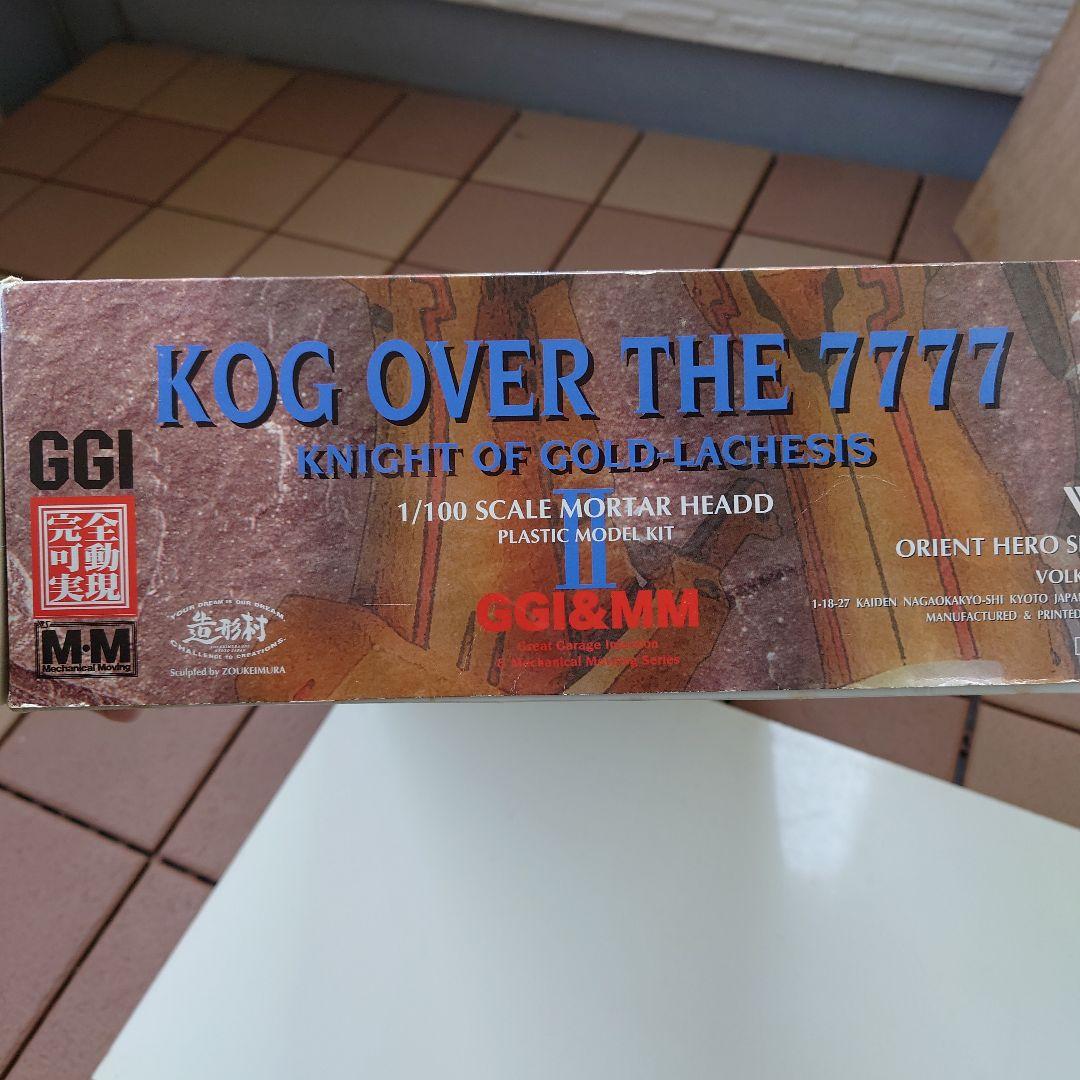 KOG OVER THE 7777
KNIGHT OF GOLD-LACHESIS
II
1/100 SCALE MORTAR HEADD
PLASTIC MODEL KIT
GGI&MM
Great Garage Injection
& Mechanical Moving Series
GGI
完全
可動
実現
M·M
Mechanical Moving
YOUR DREAM IS OUR DREAM.
造形村
CHALLENGE TO CREATIONS.
Sculpted by ZOUKEIMURA
ORIENT HERO
VOLK
1-18-27 KAIDEN NAGAOKAKYO-SHI KYOTO JAPAN
MANUFACTURED & PRINTED